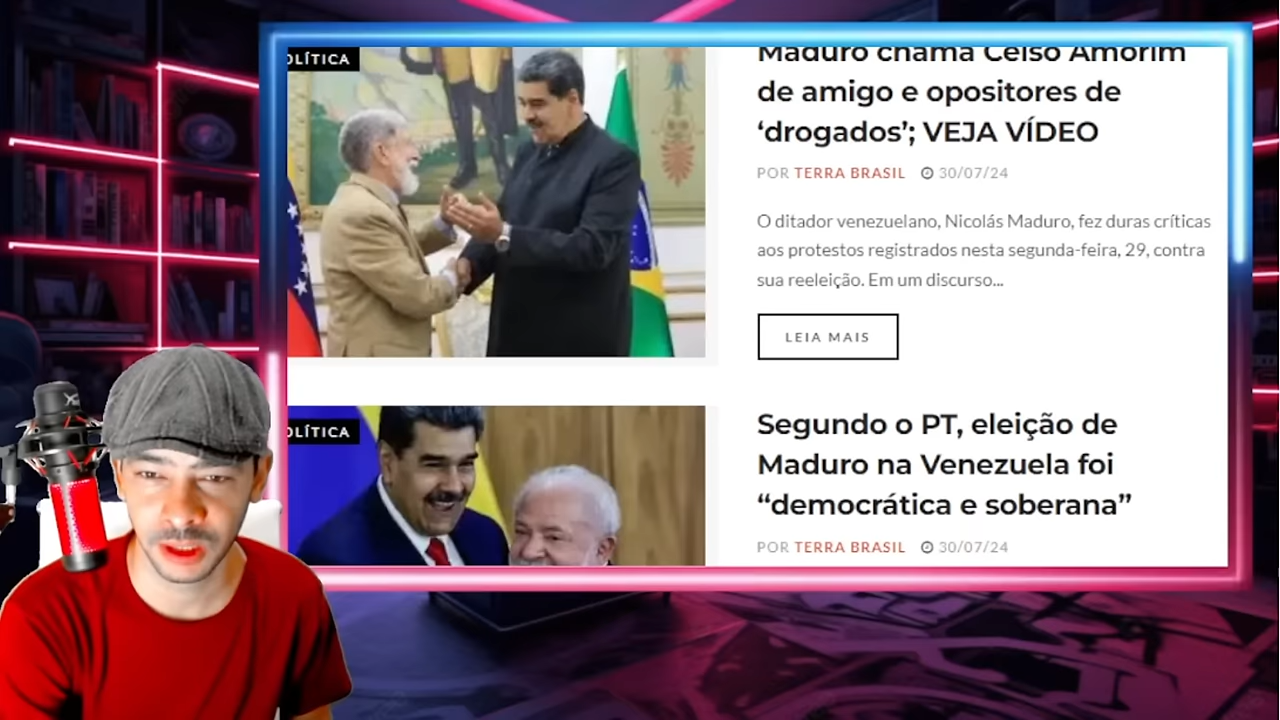 OLÍTICA
Maduro chama Celso Amorim
de amigo e opositores de
‘drogados’; VEJA VÍDEO
POR TERRA BRASIL 30/07/24
O ditador venezuelano, Nicolás Maduro, fez duras críticas
aos protestos registrados nesta segunda-feira, 29, contra
sua reeleição. Em um discurso...
LEIA MAIS
OLÍTICA
Segundo o PT, eleição de
Maduro na Venezuela foi
“democrática e soberana”
POR TERRA BRASIL 30/07/24